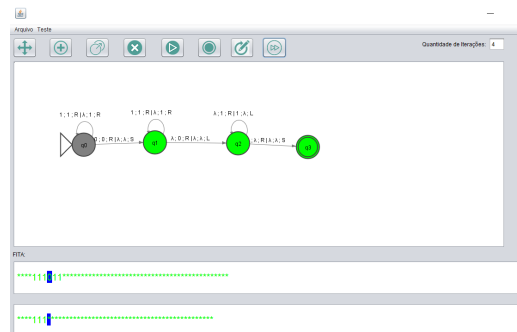 Arquivo Teste
Quantidade de Iterações: 4
1 ; 1 ; R | λ ; 1 ; R
1 ; 1 ; R | λ ; 1 ; R
λ ; 1 ; R | 1 ; λ ; L
q0
0 ; 0 ; R | λ ; λ ; S
q1
λ ; 0 ; R | λ ; λ ; L
q2
λ ; R | λ ; λ ; S
q3
FITA: